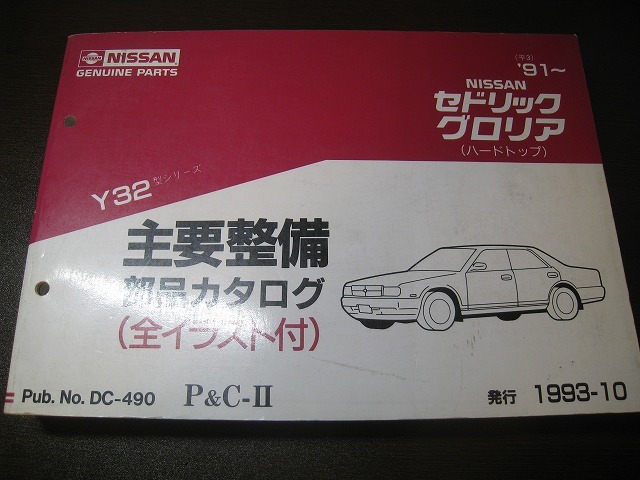 NISSAN
NISSAN
GENUINE PARTS
(平3)
'91~
NISSAN
セドリック
グロリア
(ハードトップ)
Y32型シリーズ
主要整備
部品カタログ
(全イラスト付)
Pub. No. DC-490 P&C-II
発行 1993-10